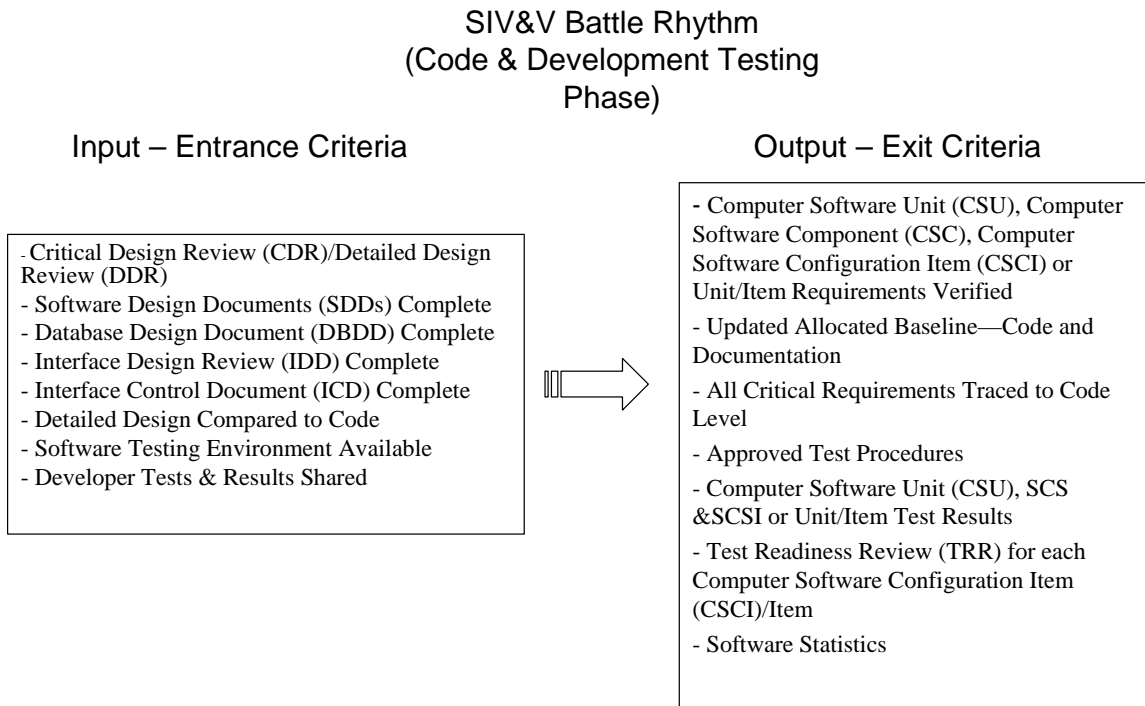 SIV&V Battle Rhythm
(Code & Development Testing
Phase)
Input – Entrance Criteria
- Critical Design Review (CDR)/Detailed Design
Review (DDR)
- Software Design Documents (SDDs) Complete
- Database Design Document (DBDD) Complete
- Interface Design Review (IDD) Complete
- Interface Control Document (ICD) Complete
- Detailed Design Compared to Code
- Software Testing Environment Available
- Developer Tests & Results Shared
Output – Exit Criteria
- Computer Software Unit (CSU), Computer
Software Component (CSC), Computer
Software Configuration Item (CSCI) or
Unit/Item Requirements Verified
- Updated Allocated Baseline—Code and
Documentation
- All Critical Requirements Traced to Code
Level
- Approved Test Procedures
- Computer Software Unit (CSU), SCS
&SCSI or Unit/Item Test Results
- Test Readiness Review (TRR) for each
Computer Software Configuration Item
(CSCI)/Item
- Software Statistics